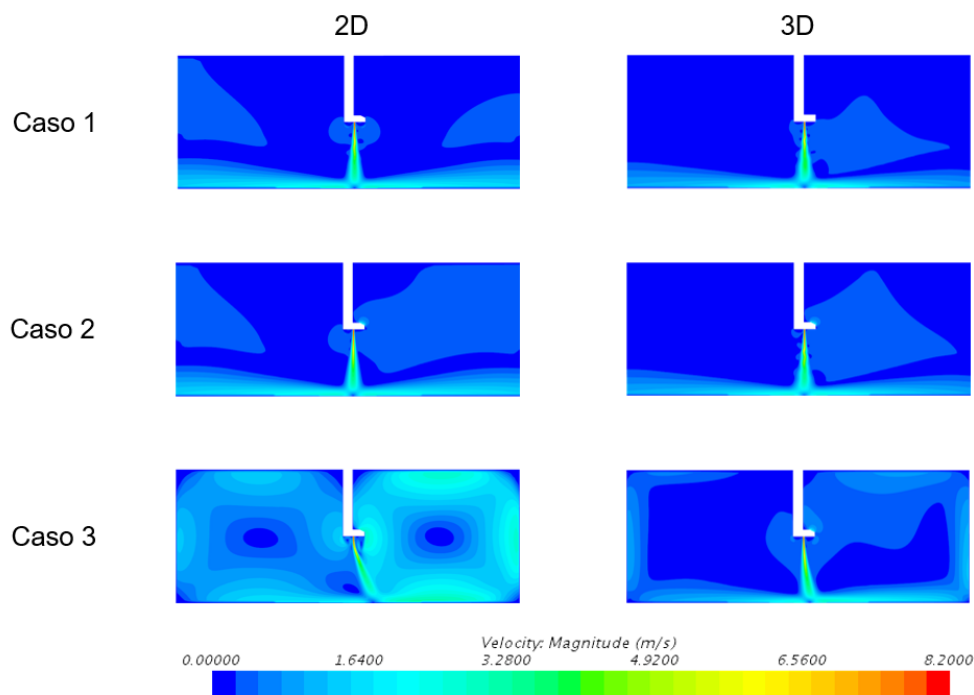 2D 3D
Caso 1
Caso 2
Caso 3
Velocity: Magnitude (m/s)
0.00000 1.6400 3.2800 4.9200 6.5600 8.2000